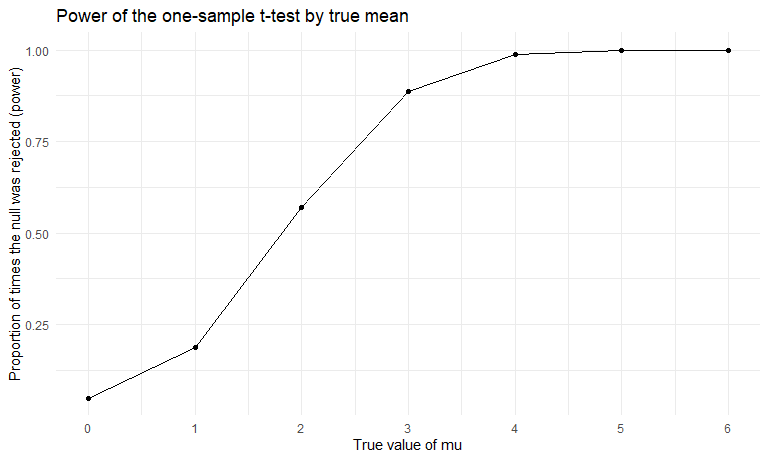 Power of the one-sample t-test by true mean
Proportion of times the null was rejected (power)
1.00
0.75
0.50
0.25
0 1 2 3 4 5 6
True value of mu